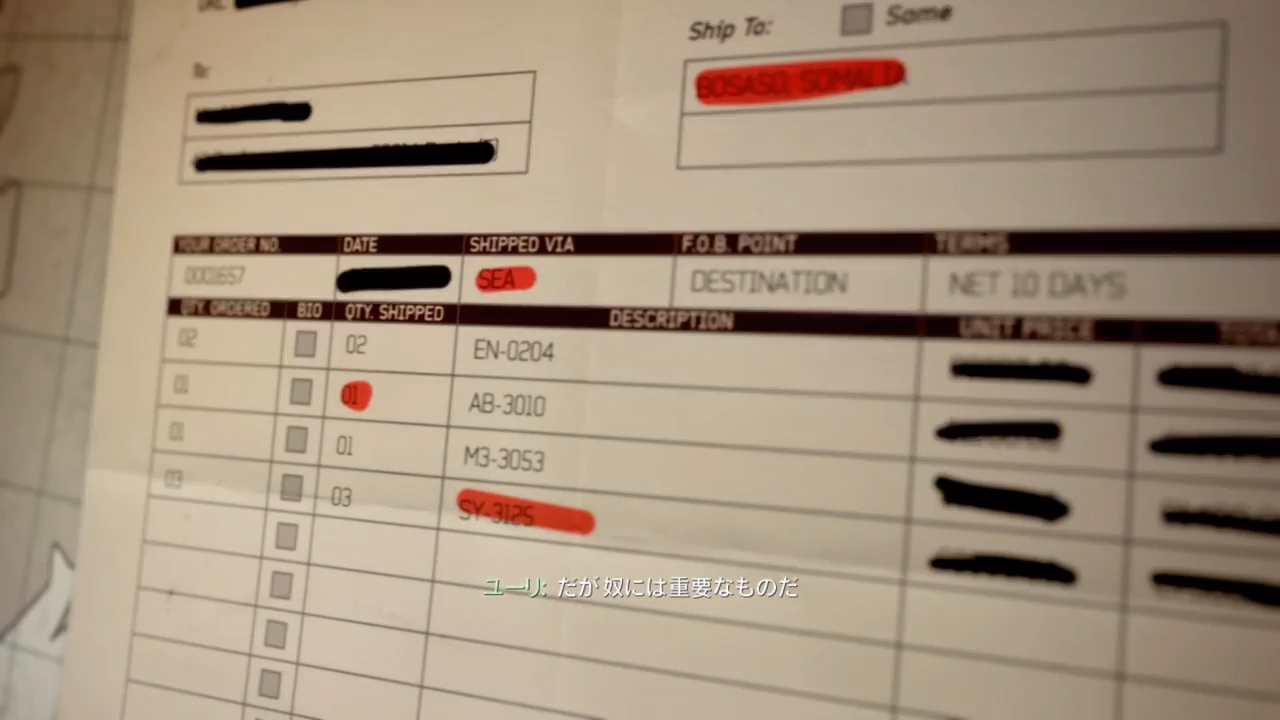 Ship To: Same
To:
BOSASO, SOMALIA
YOUR ORDER NO. DATE SHIPPED VIA F.O.B. POINT TERMS
0001657 SEA DESTINATION NET 10 DAYS
QTY. ORDERED BIO QTY. SHIPPED DESCRIPTION UNIT PRICE
02 02 EN-0204
01 01 AB-3010
01 01 M3-3053
03 03 SY-3125
ユーリ: だが奴には重要なものだ